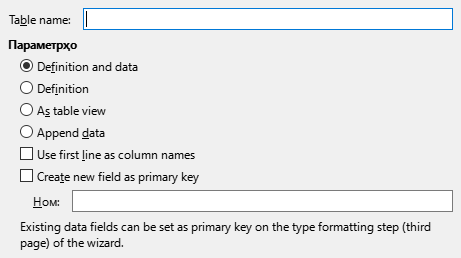 Table name:
Параметрҳо
Definition and data
Definition
As table view
Append data
Use first line as column names
Create new field as primary key
Ном:
Existing data fields can be set as primary key on the type formatting step (third
page) of the wizard.